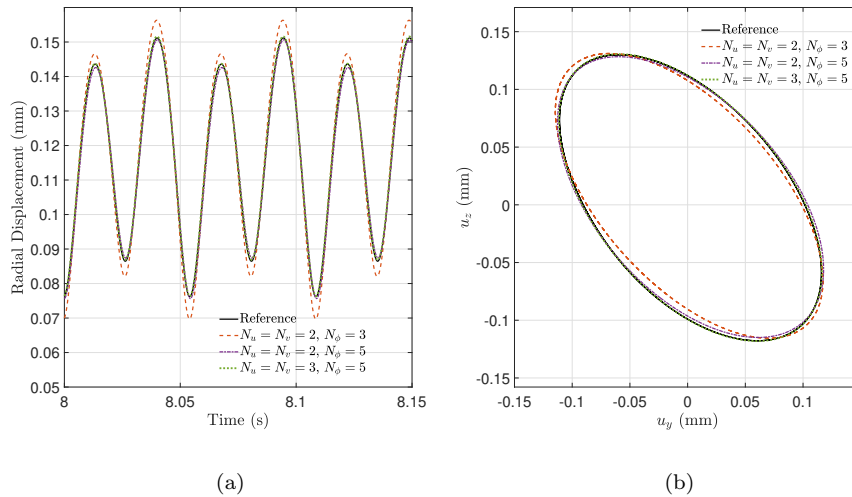 0.15
0.14
0.13
0.12
0.11
0.1
0.09
0.08
0.07
0.06
0.05
Radial Displacement (mm)
8
8.05
8.1
8.15
Time (s)
Reference
N_u = N_v = 2, N_ϕ = 3
N_u = N_v = 2, N_ϕ = 5
N_u = N_v = 3, N_ϕ = 5
(a)
0.15
0.1
0.05
0
-0.05
-0.1
-0.15
u_z (mm)
-0.15
-0.1
-0.05
0
0.05
0.1
u_y (mm)
Reference
N_u = N_v = 2, N_ϕ = 3
N_u = N_v = 2, N_ϕ = 5
N_u = N_v = 3, N_ϕ = 5
(b)